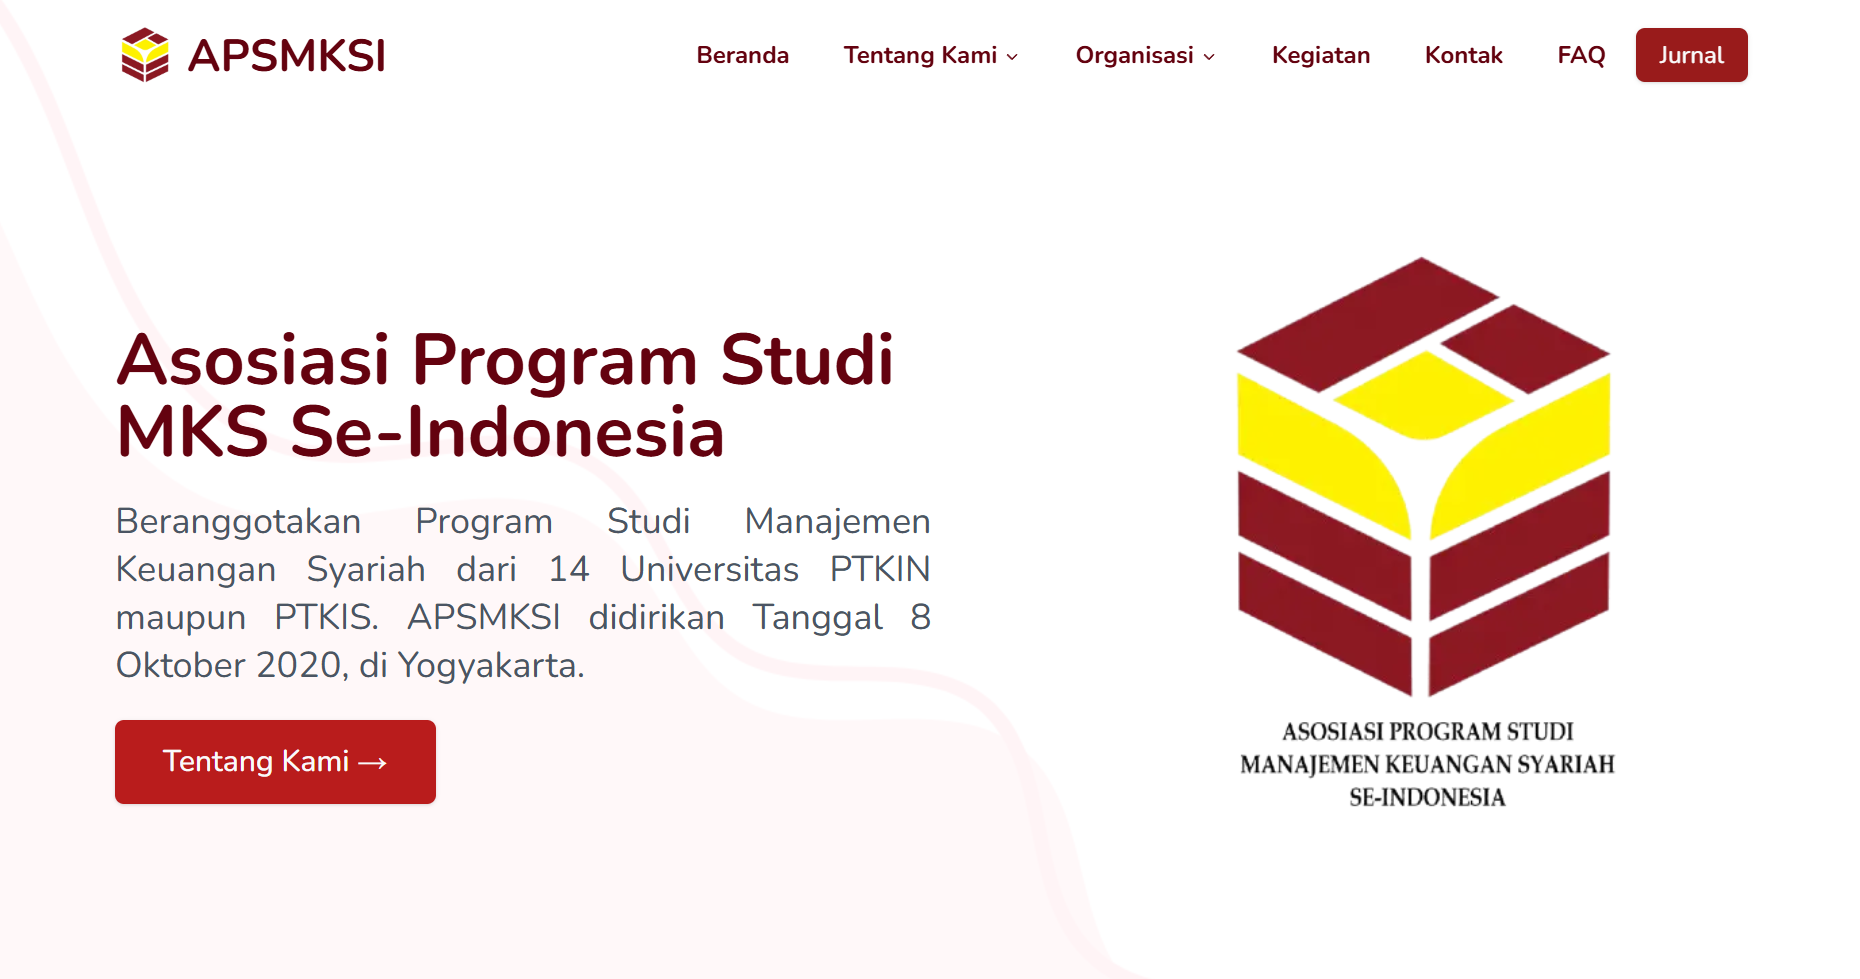 APSMKSI
Beranda
Tentang Kami
Organisasi
Kegiatan
Kontak
FAQ
Jurnal
Asosiasi Program Studi
MKS Se-Indonesia
Beranggotakan Program Studi Manajemen
Keuangan Syariah dari 14 Universitas PTKIN
maupun PTKIS. APSMKSI didirikan Tanggal 8
Oktober 2020, di Yogyakarta.
Tentang Kami →
ASOSIASI PROGRAM STUDI
MANAJEMEN KEUANGAN SYARIAH
SE-INDONESIA